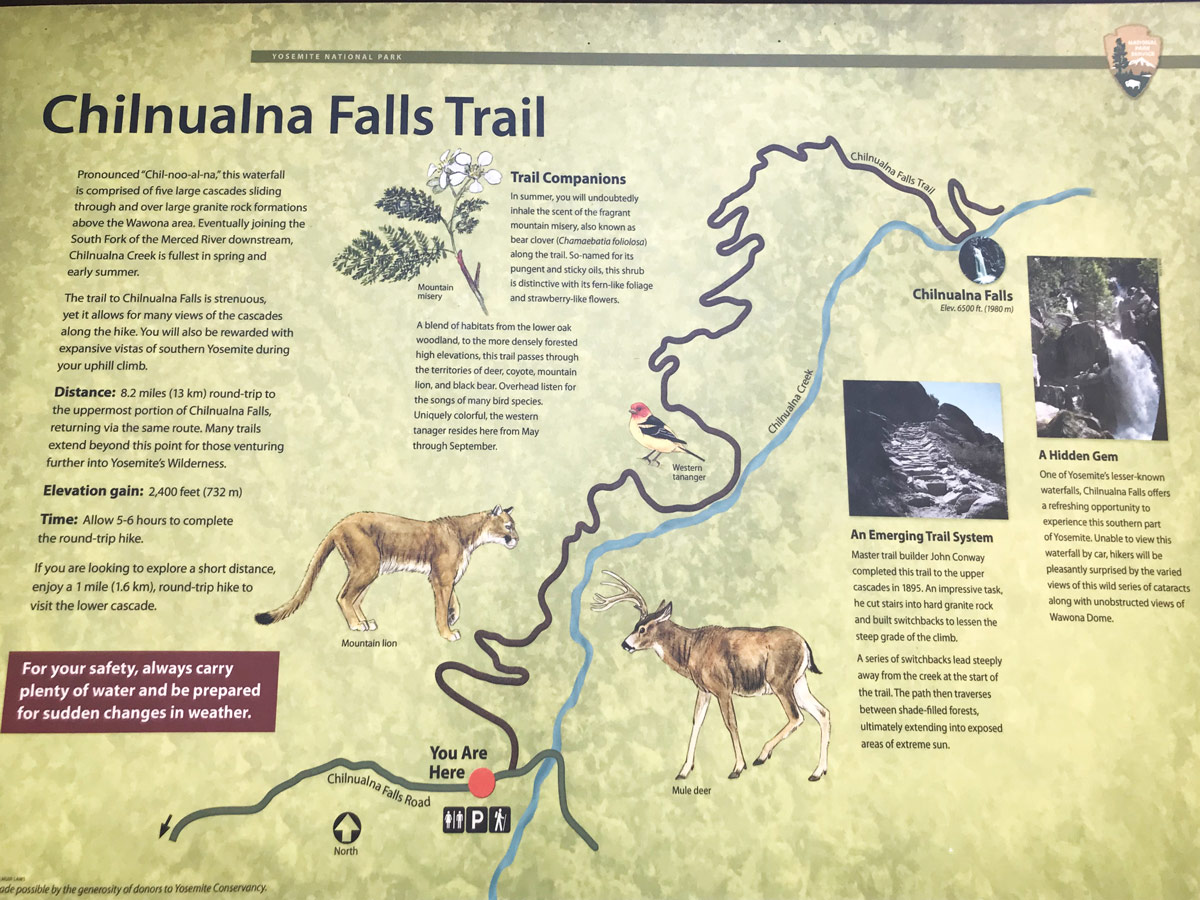 YOSEMITE NATIONAL PARK
NATIONAL
PARK
SERVICE
Chilnualna Falls Trail
Pronounced “Chil-noo-al-na,” this waterfall
is comprised of five large cascades sliding
through and over large granite rock formations
above the Wawona area. Eventually joining the
South Fork of the Merced River downstream,
Chilnualna Creek is fullest in spring and
early summer.
The trail to Chilnualna Falls is strenuous,
yet it allows for many views of the cascades
along the hike. You will also be rewarded with
expansive vistas of southern Yosemite during
your uphill climb.
Distance: 8.2 miles (13 km) round-trip to
the uppermost portion of Chilnualna Falls,
returning via the same route. Many trails
extend beyond this point for those venturing
further into Yosemite’s Wilderness.
Elevation gain: 2,400 feet (732 m)
Time: Allow 5-6 hours to complete
the round-trip hike.
If you are looking to explore a short distance,
enjoy a 1 mile (1.6 km), round-trip hike to
visit the lower cascade.
For your safety, always carry
plenty of water and be prepared
for sudden changes in weather.
Mountain
misery
Trail Companions
In summer, you will undoubtedly
inhale the scent of the fragrant
mountain misery, also known as
bear clover (Chamaebatia foliolosa)
along the trail. So-named for its
pungent and sticky oils, this shrub
is distinctive with its fern-like foliage
and strawberry-like flowers.
A blend of habitats from the lower oak
woodland, to the more densely forested
high elevations, this trail passes through
the territories of deer, coyote, mountain
lion, and black bear. Overhead listen for
the songs of many bird species.
Uniquely colorful, the western
tanager resides here from May
through September.
Western
tananger
Mountain lion
Mule deer
Chilnualna Falls Trail
Chilnualna Creek
Chilnualna Falls
Elev. 6500 ft. (1980 m)
An Emerging Trail System
Master trail builder John Conway
completed this trail to the upper
cascades in 1895. An impressive task,
he cut stairs into hard granite rock
and built switchbacks to lessen the
steep grade of the climb.
A series of switchbacks lead steeply
away from the creek at the start of
the trail. The path then traverses
between shade-filled forests,
ultimately extending into exposed
areas of extreme sun.
A Hidden Gem
One of Yosemite’s lesser-known
waterfalls, Chilnualna Falls offers
a refreshing opportunity to
experience this southern part
of Yosemite. Unable to view this
waterfall by car, hikers will be
pleasantly surprised by the varied
views of this wild series of cataracts
along with unobstructed views of
Wawona Dome.
You Are
Here
Chilnualna Falls Road
P
North
ade possible by the generosity of donors to Yosemite Conservancy.